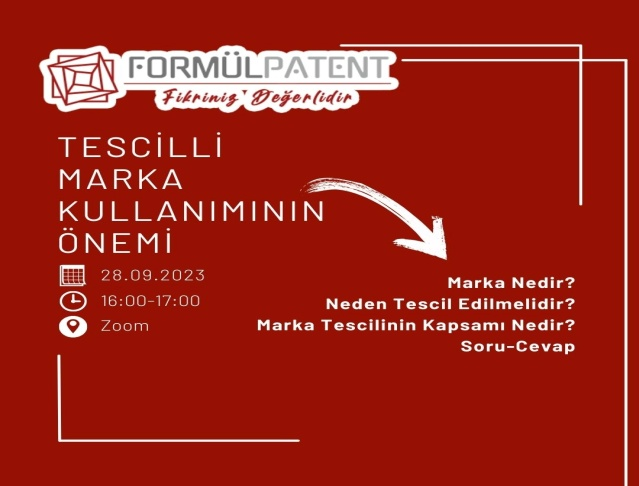 FORMÜLPATENT
Fikriniz Değerlidir
TESCİLLİ
MARKA
KULLANIMININ
ÖNEMİ
28.09.2023
16:00-17:00
Zoom
Marka Nedir?
Neden Tescil Edilmelidir?
Marka Tescilinin Kapsamı Nedir?
Soru-Cevap